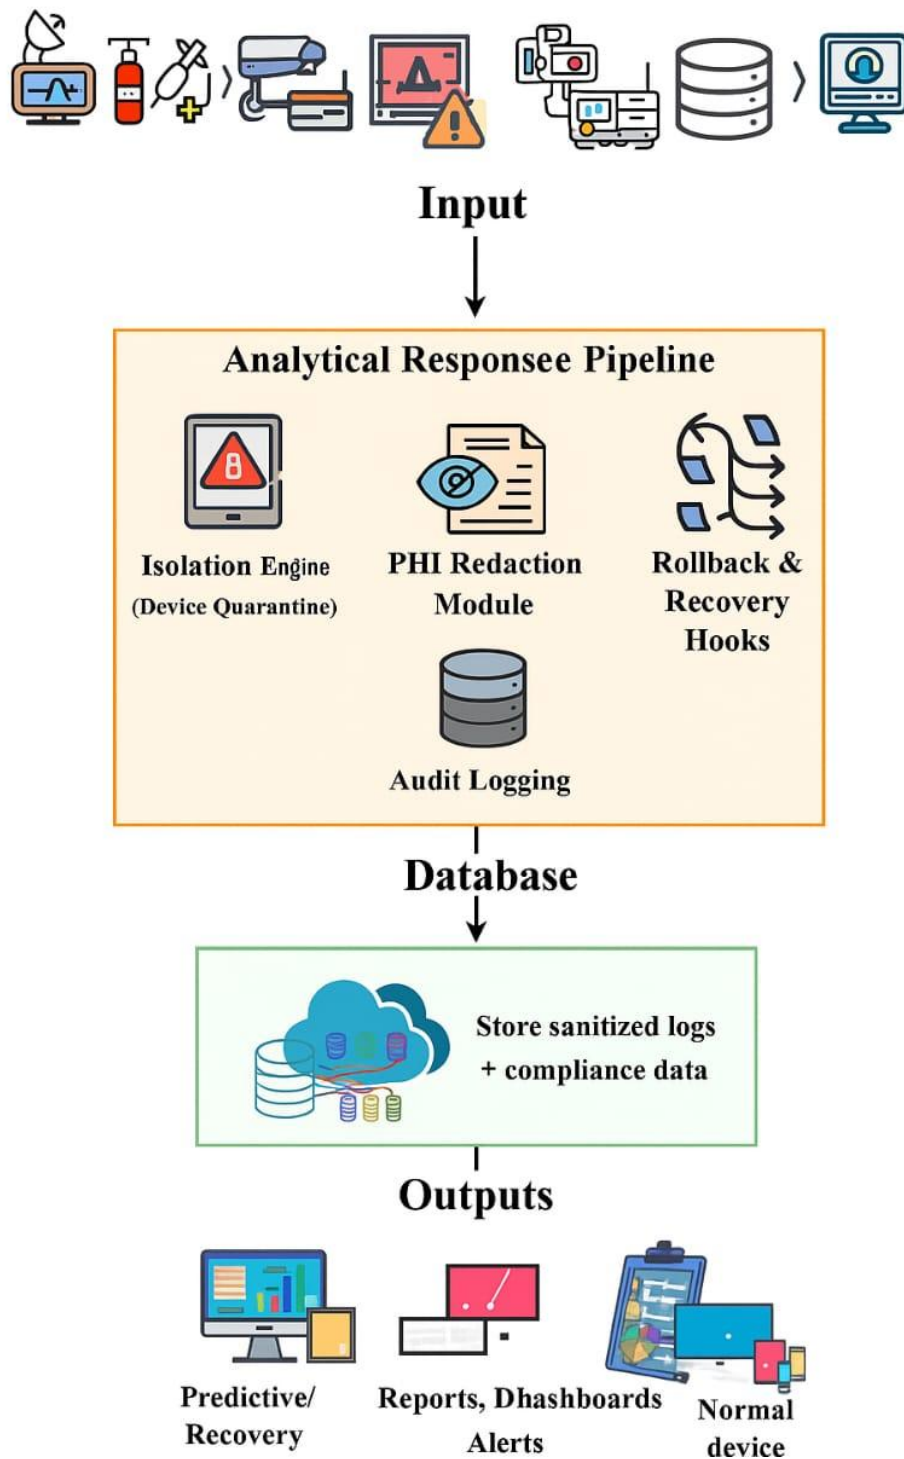 Input
Analytical Responsee Pipeline
Isolation Engine
(Device Quarantine)
PHI Redaction
Module
Rollback &
Recovery
Hooks
Audit Logging
Database
Store sanitized logs
+ compliance data
Outputs
Predictive/
Recovery
Reports, Dhashboards
Alerts
Normal
device